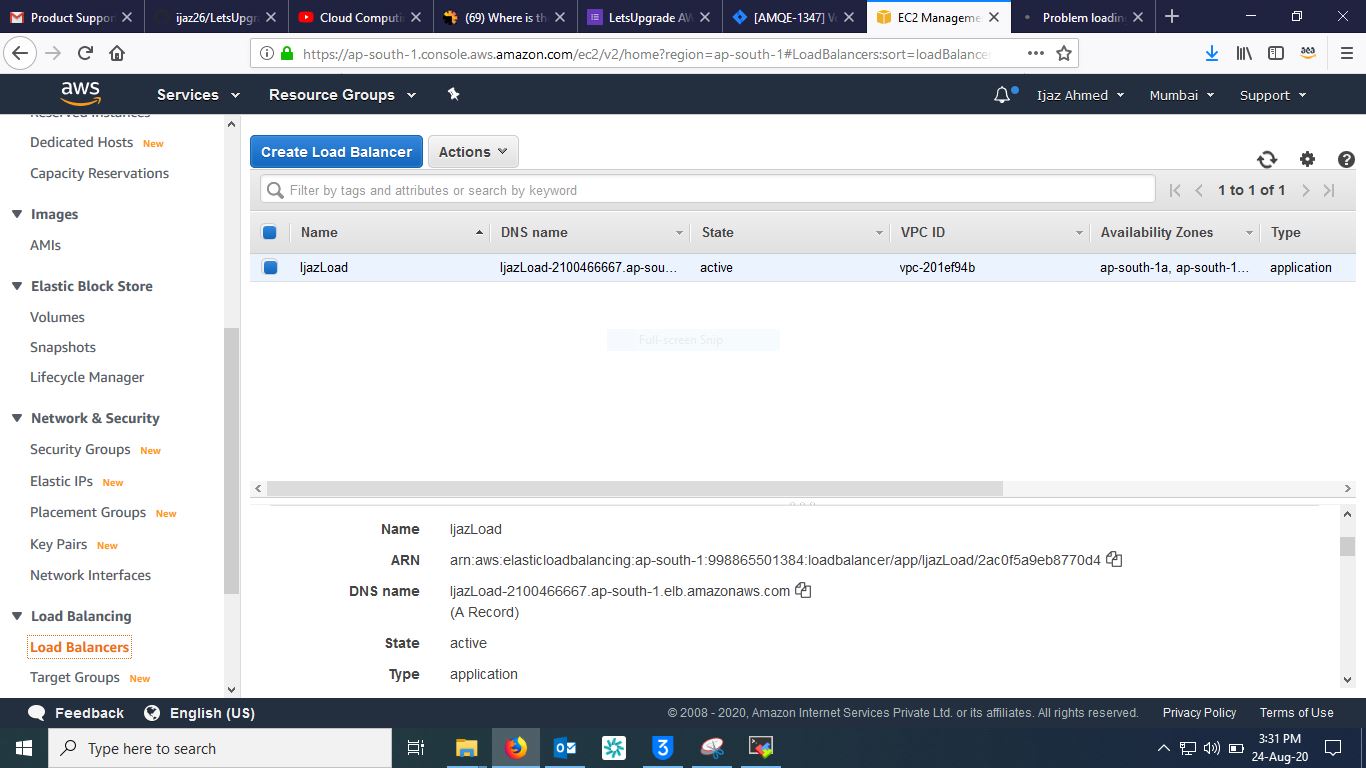 Product Suppor
ijaz26/LetsUpgra
Cloud Computi
(69) Where is th
LetsUpgrade AW
[AMQE-1347] V
EC2 Manageme
Problem loadin
https://ap-south-1.console.aws.amazon.com/ec2/v2/home?region=ap-south-1#LoadBalancers:sort=loadBalance
aws Services Resource Groups Ijaz Ahmed Mumbai Support
Reserved Instances
Dedicated Hosts New
Capacity Reservations
Images
AMIs
Elastic Block Store
Volumes
Snapshots
Lifecycle Manager
Network & Security
Security Groups New
Elastic IPs New
Placement Groups New
Key Pairs New
Network Interfaces
Load Balancing
Load Balancers
Target Groups New
Create Load Balancer Actions
Filter by tags and attributes or search by keyword 1 to 1 of 1
Name DNS name State VPC ID Availability Zones Type
IjazLoad IjazLoad-2100466667.ap-sou... active vpc-201ef94b ap-south-1a, ap-south-1... application
Full-screen Snip
Name IjazLoad
ARN arn:aws:elasticloadbalancing:ap-south-1:998865501384:loadbalancer/app/IjazLoad/2ac0f5a9eb8770d4
DNS name IjazLoad-2100466667.ap-south-1.elb.amazonaws.com
(A Record)
State active
Type application
Feedback English (US) © 2008 - 2020, Amazon Internet Services Private Ltd. or its affiliates. All rights reserved. Privacy Policy Terms of Use
Type here to search
3:31 PM
24-Aug-20